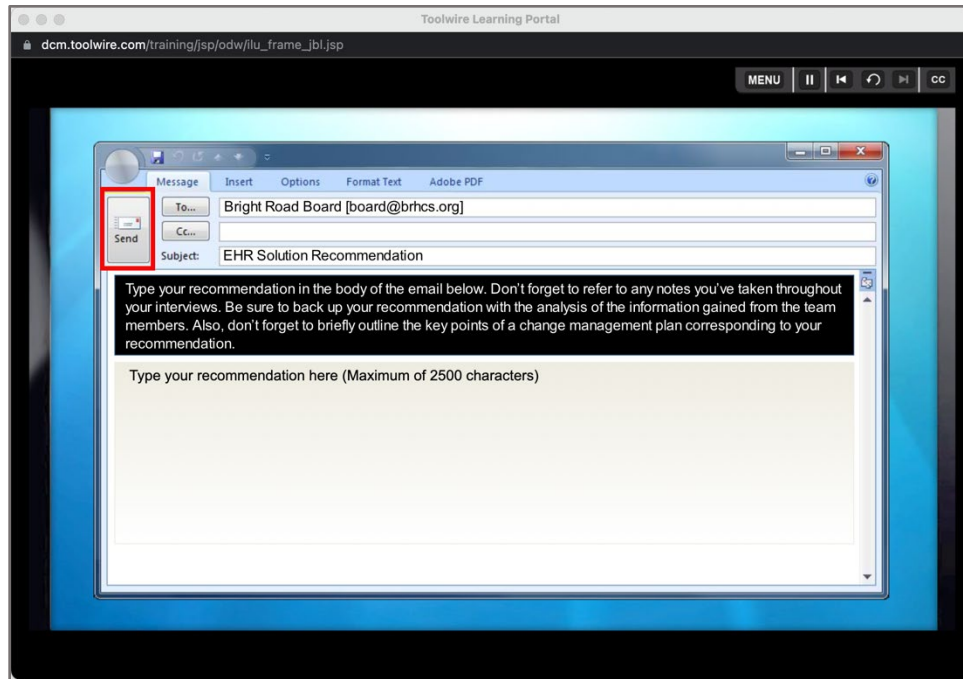 Toolwire Learning Portal
dcm.toolwire.com/training/jsp/odw/ilu_frame_jbl.jsp
MENU CC
Message Insert Options Format Text Adobe PDF
To... Bright Road Board [board@brhcs.org]
Cc...
Send
Subject: EHR Solution Recommendation
Type your recommendation in the body of the email below. Don't forget to refer to any notes you've taken throughout
your interviews. Be sure to back up your recommendation with the analysis of the information gained from the team
members. Also, don't forget to briefly outline the key points of a change management plan corresponding to your
recommendation.
Type your recommendation here (Maximum of 2500 characters)